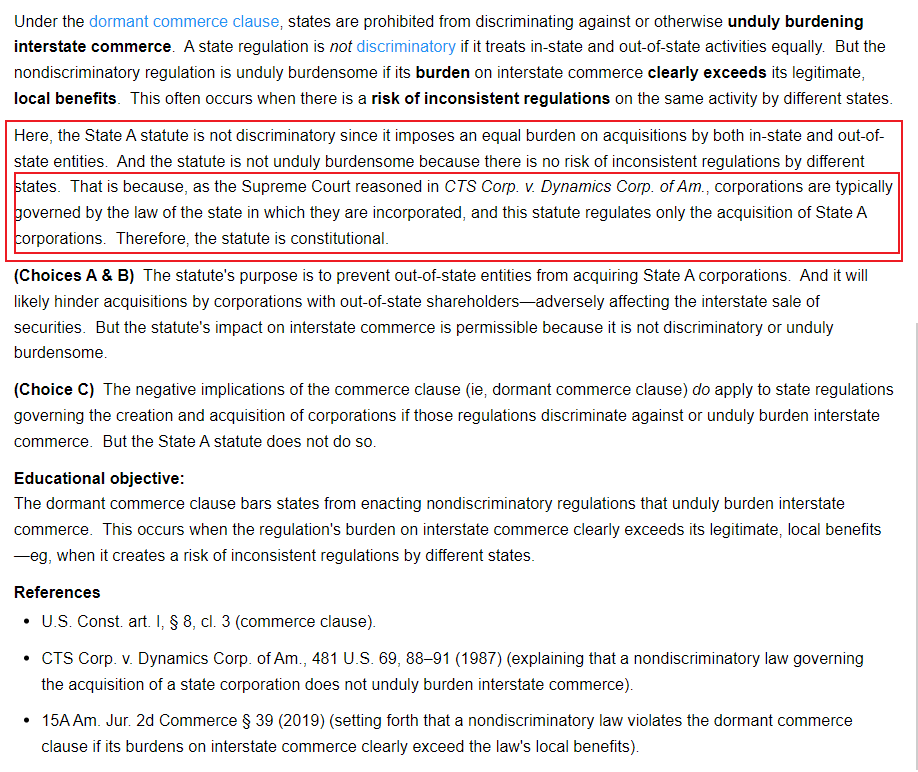 Under the dormant commerce clause, states are prohibited from discriminating against or otherwise unduly burdening
interstate commerce. A state regulation is not discriminatory if it treats in-state and out-of-state activities equally. But the
nondiscriminatory regulation is unduly burdensome if its burden on interstate commerce clearly exceeds its legitimate,
local benefits. This often occurs when there is a risk of inconsistent regulations on the same activity by different states.
Here, the State A statute is not discriminatory since it imposes an equal burden on acquisitions by both in-state and out-of-
state entities. And the statute is not unduly burdensome because there is no risk of inconsistent regulations by different
states. That is because, as the Supreme Court reasoned in CTS Corp. v. Dynamics Corp. of Am., corporations are typically
governed by the law of the state in which they are incorporated, and this statute regulates only the acquisition of State A
corporations. Therefore, the statute is constitutional.
(Choices A & B) The statute's purpose is to prevent out-of-state entities from acquiring State A corporations. And it will
likely hinder acquisitions by corporations with out-of-state shareholders—adversely affecting the interstate sale of
securities. But the statute's impact on interstate commerce is permissible because it is not discriminatory or unduly
burdensome.
(Choice C) The negative implications of the commerce clause (ie, dormant commerce clause) do apply to state regulations
governing the creation and acquisition of corporations if those regulations discriminate against or unduly burden interstate
commerce. But the State A statute does not do so.
Educational objective:
The dormant commerce clause bars states from enacting nondiscriminatory regulations that unduly burden interstate
commerce. This occurs when the regulation's burden on interstate commerce clearly exceeds its legitimate, local benefits
—eg, when it creates a risk of inconsistent regulations by different states.
References
• U.S. Const. art. I, § 8, cl. 3 (commerce clause).
• CTS Corp. v. Dynamics Corp. of Am., 481 U.S. 69, 88–91 (1987) (explaining that a nondiscriminatory law governing
the acquisition of a state corporation does not unduly burden interstate commerce).
• 15A Am. Jur. 2d Commerce § 39 (2019) (setting forth that a nondiscriminatory law violates the dormant commerce
clause if its burdens on interstate commerce clearly exceed the law's local benefits).